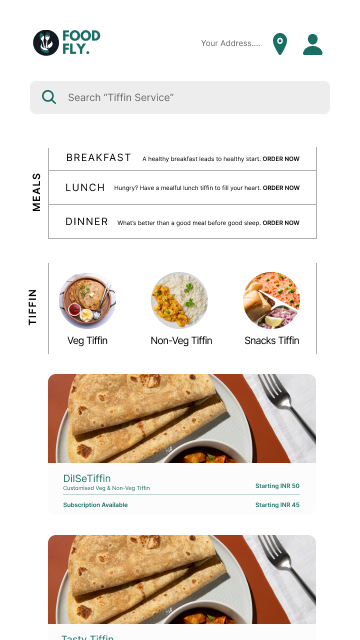 FOOD
FLY.
Your Address....
Search “Tiffin Service”
MEALS
BREAKFAST A healthy breakfast leads to healthy start. ORDER NOW
LUNCH Hungry? Have a mealful lunch tiffin to fill your heart. ORDER NOW
DINNER What's better than a good meal before good sleep. ORDER NOW
TIFFIN
Veg Tiffin Non-Veg Tiffin Snacks Tiffin
DilSeTiffin
Customised Veg & Non-Veg Tiffin Starting INR 50
Subscription Available Starting INR 45
Tasty Tiffin